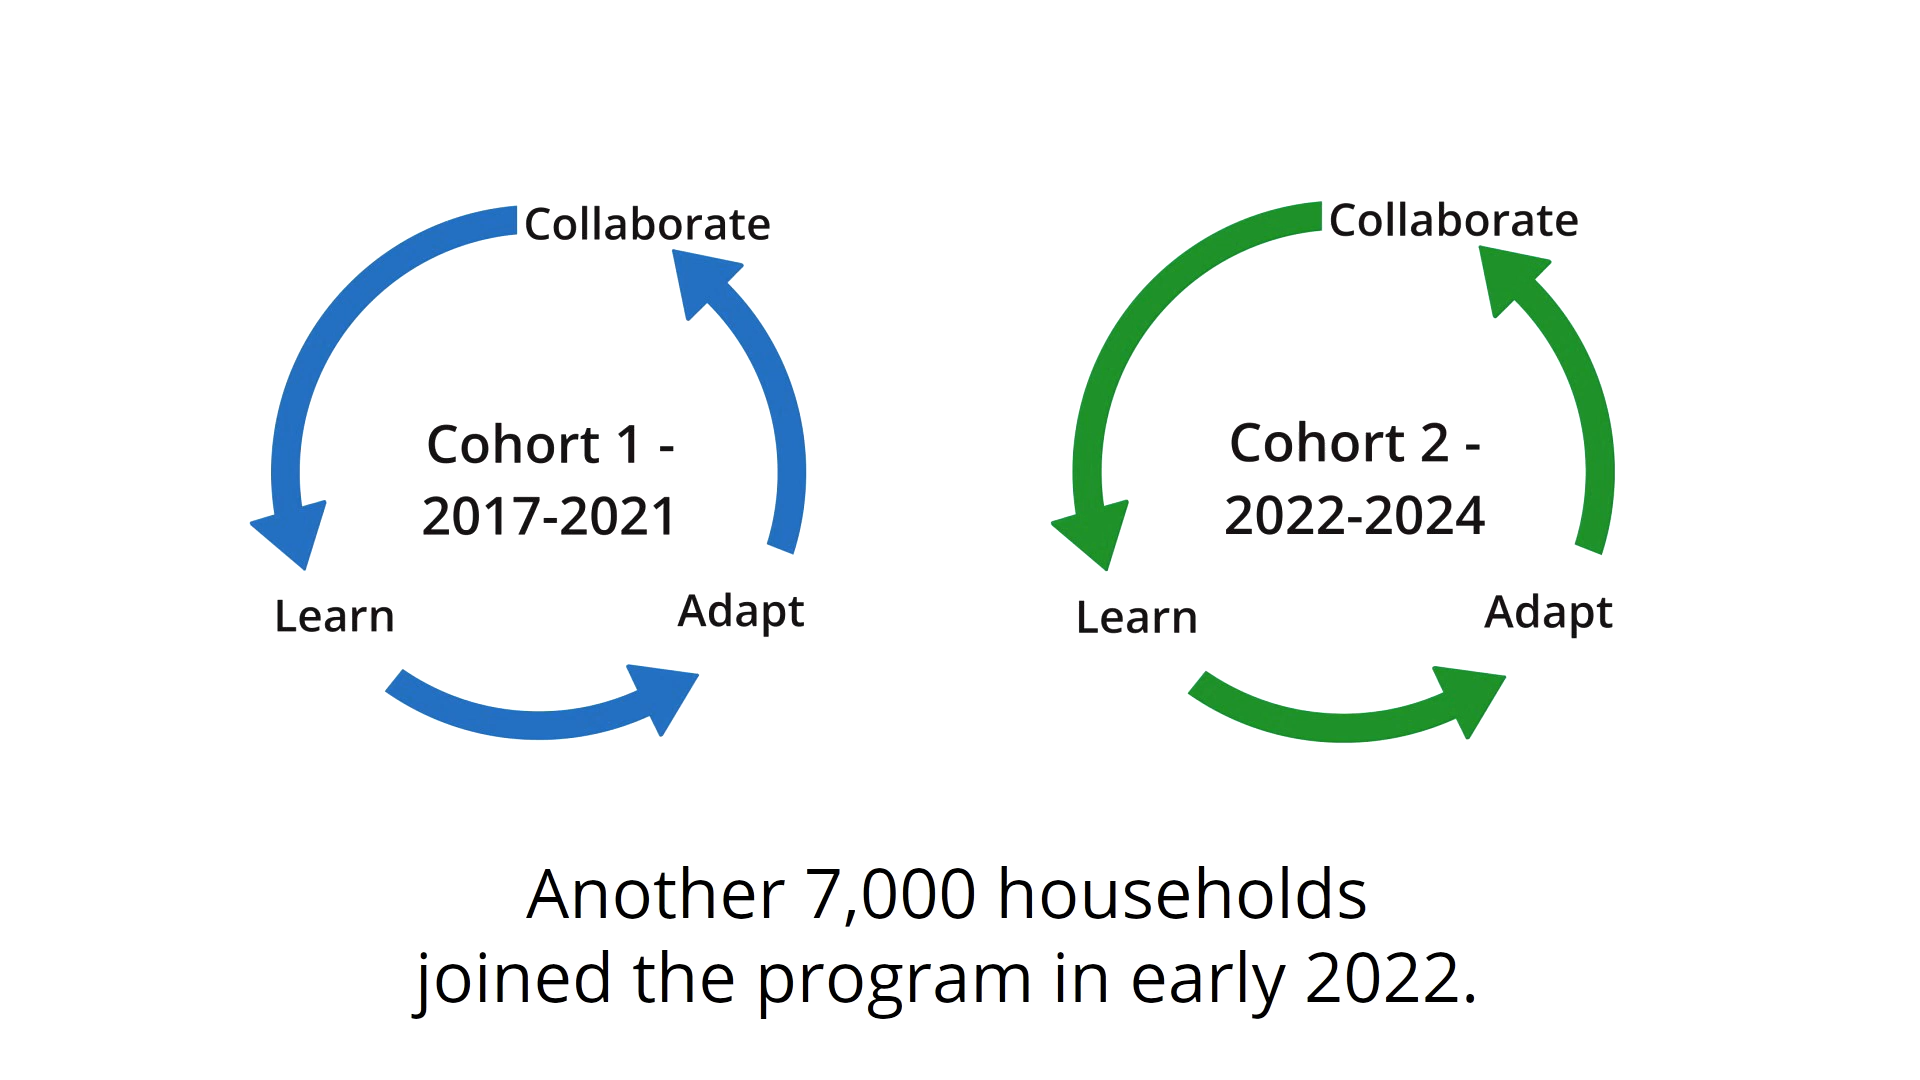 Collaborate
Cohort 1 -
2017-2021
Learn
Adapt
Collaborate
Cohort 2 -
2022-2024
Learn
Adapt
Another 7,000 households
joined the program in early 2022.